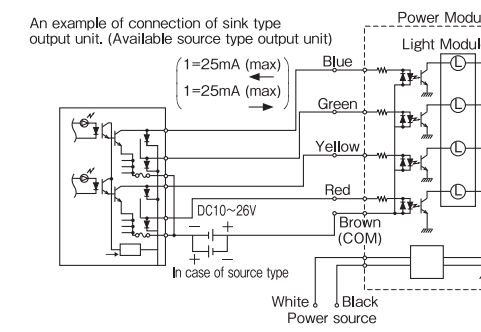 An example of connection of sink type
output unit. (Available source type output unit)
Power Modu
Light Modul
1=25mA (max)
1=25mA (max)
Blue
Green
Yellow
Red
DC10～26V
Brown
(COM)
− +
+ −
In case of source type
White
Black
Power source
L
L
L
L